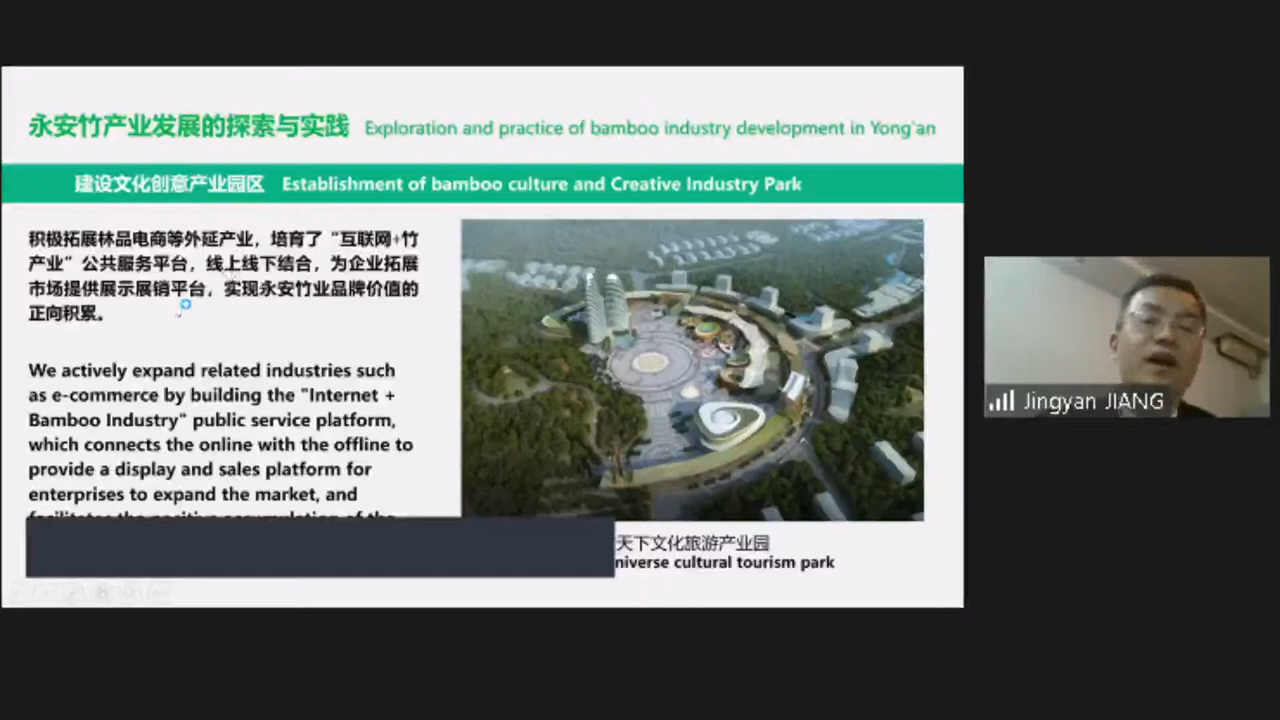 永安竹产业发展的探索与实践 Exploration and practice of bamboo industry development in Yong'an
建设文化创意产业园区 Establishment of bamboo culture and Creative Industry Park
积极拓展林品电商等外延产业，培育了“互联网+竹
产业”公共服务平台，线上线下结合，为企业拓展
市场提供展示展销平台，实现永安竹业品牌价值的
正向积累。
We actively expand related industries such
as e-commerce by building the "Internet +
Bamboo Industry" public service platform,
which connects the online with the offline to
provide a display and sales platform for
enterprises to expand the market, and
facilitates the positive accumulation of the
天下文化旅游产业园
niverse cultural tourism park
Jingyan JIANG